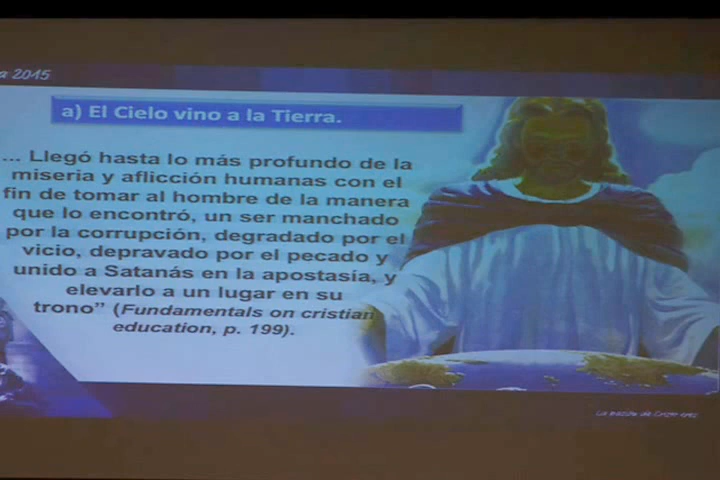 a 2015
a) El Cielo vino a la Tierra.
... Llegó hasta lo más profundo de la
miseria y aflicción humanas con el
fin de tomar al hombre de la manera
que lo encontró, un ser manchado
por la corrupción, degradado por el
vicio, depravado por el pecado y
unido a Satanás en la apostasía, y
elevarlo a un lugar en su
trono” (Fundamentals on cristian
education, p. 199).
La de